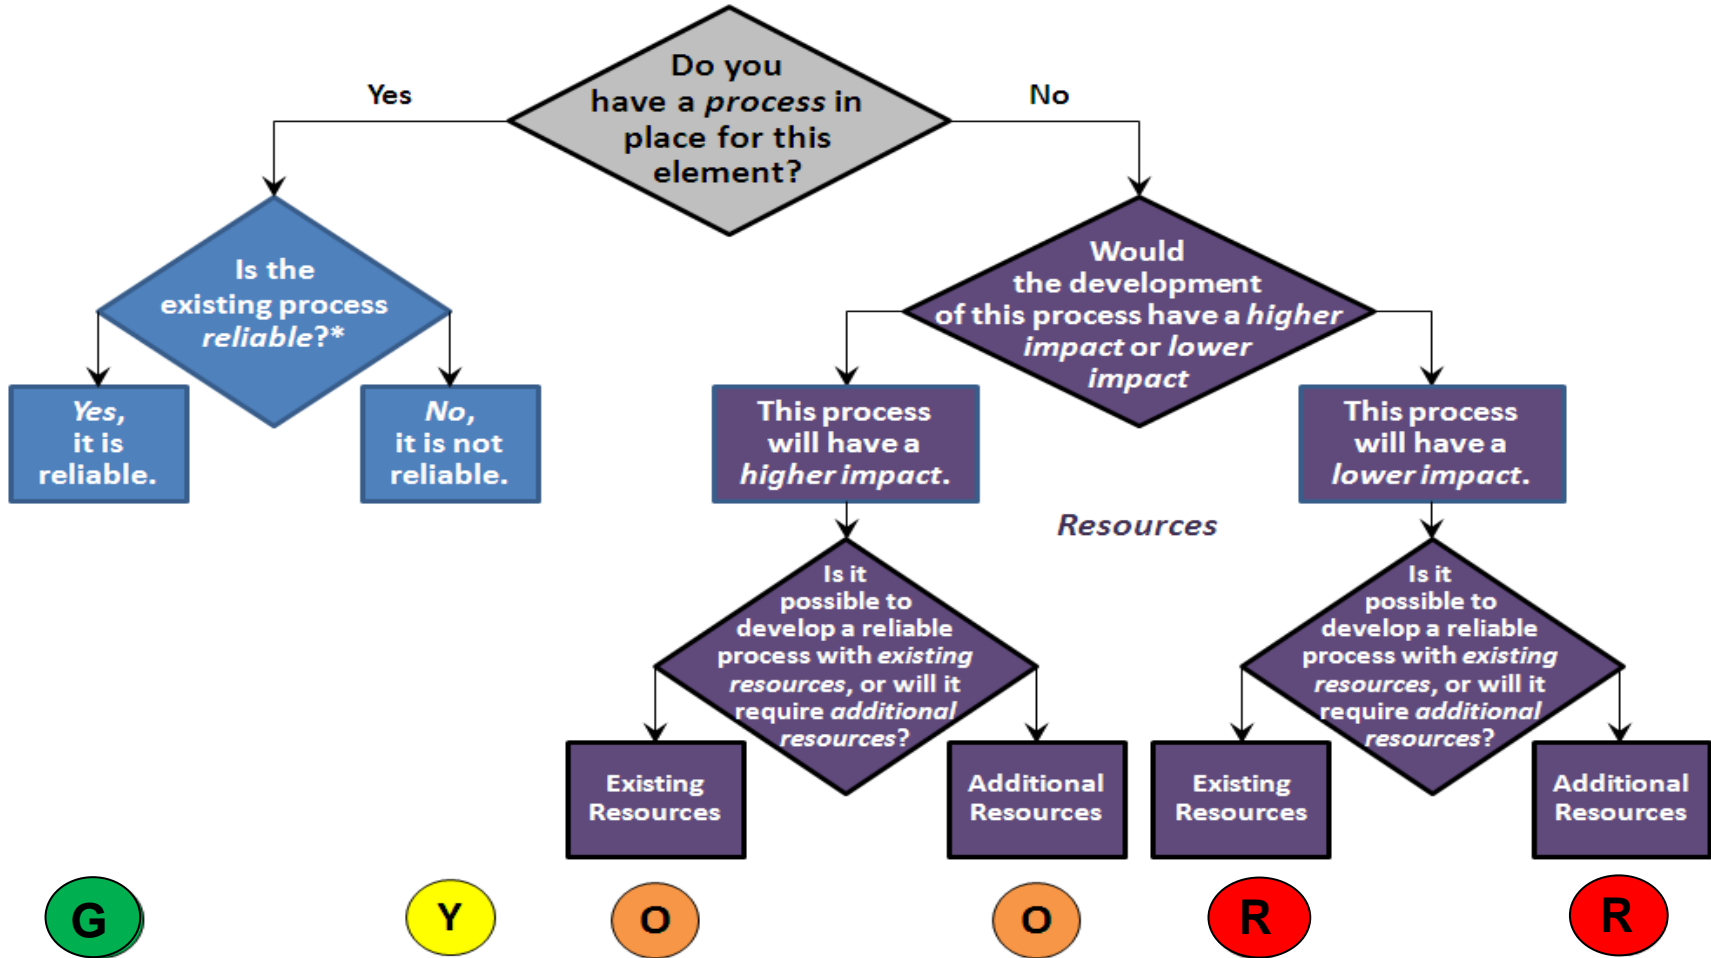 Do you
have a process in
place for this
element?
Yes
No
Is the
existing process
reliable?*
Would
the development
of this process have a higher
impact or lower
impact
Yes,
it is
reliable.
No,
it is not
reliable.
This process
will have a
higher impact.
This process
will have a
lower impact.
Resources
Is it
possible to
develop a reliable
process with existing
resources, or will it
require additional
resources?
Is it
possible to
develop a reliable
process with existing
resources, or will it
require additional
resources?
Existing
Resources
Additional
Resources
Existing
Resources
Additional
Resources
G
Y
O
O
R
R